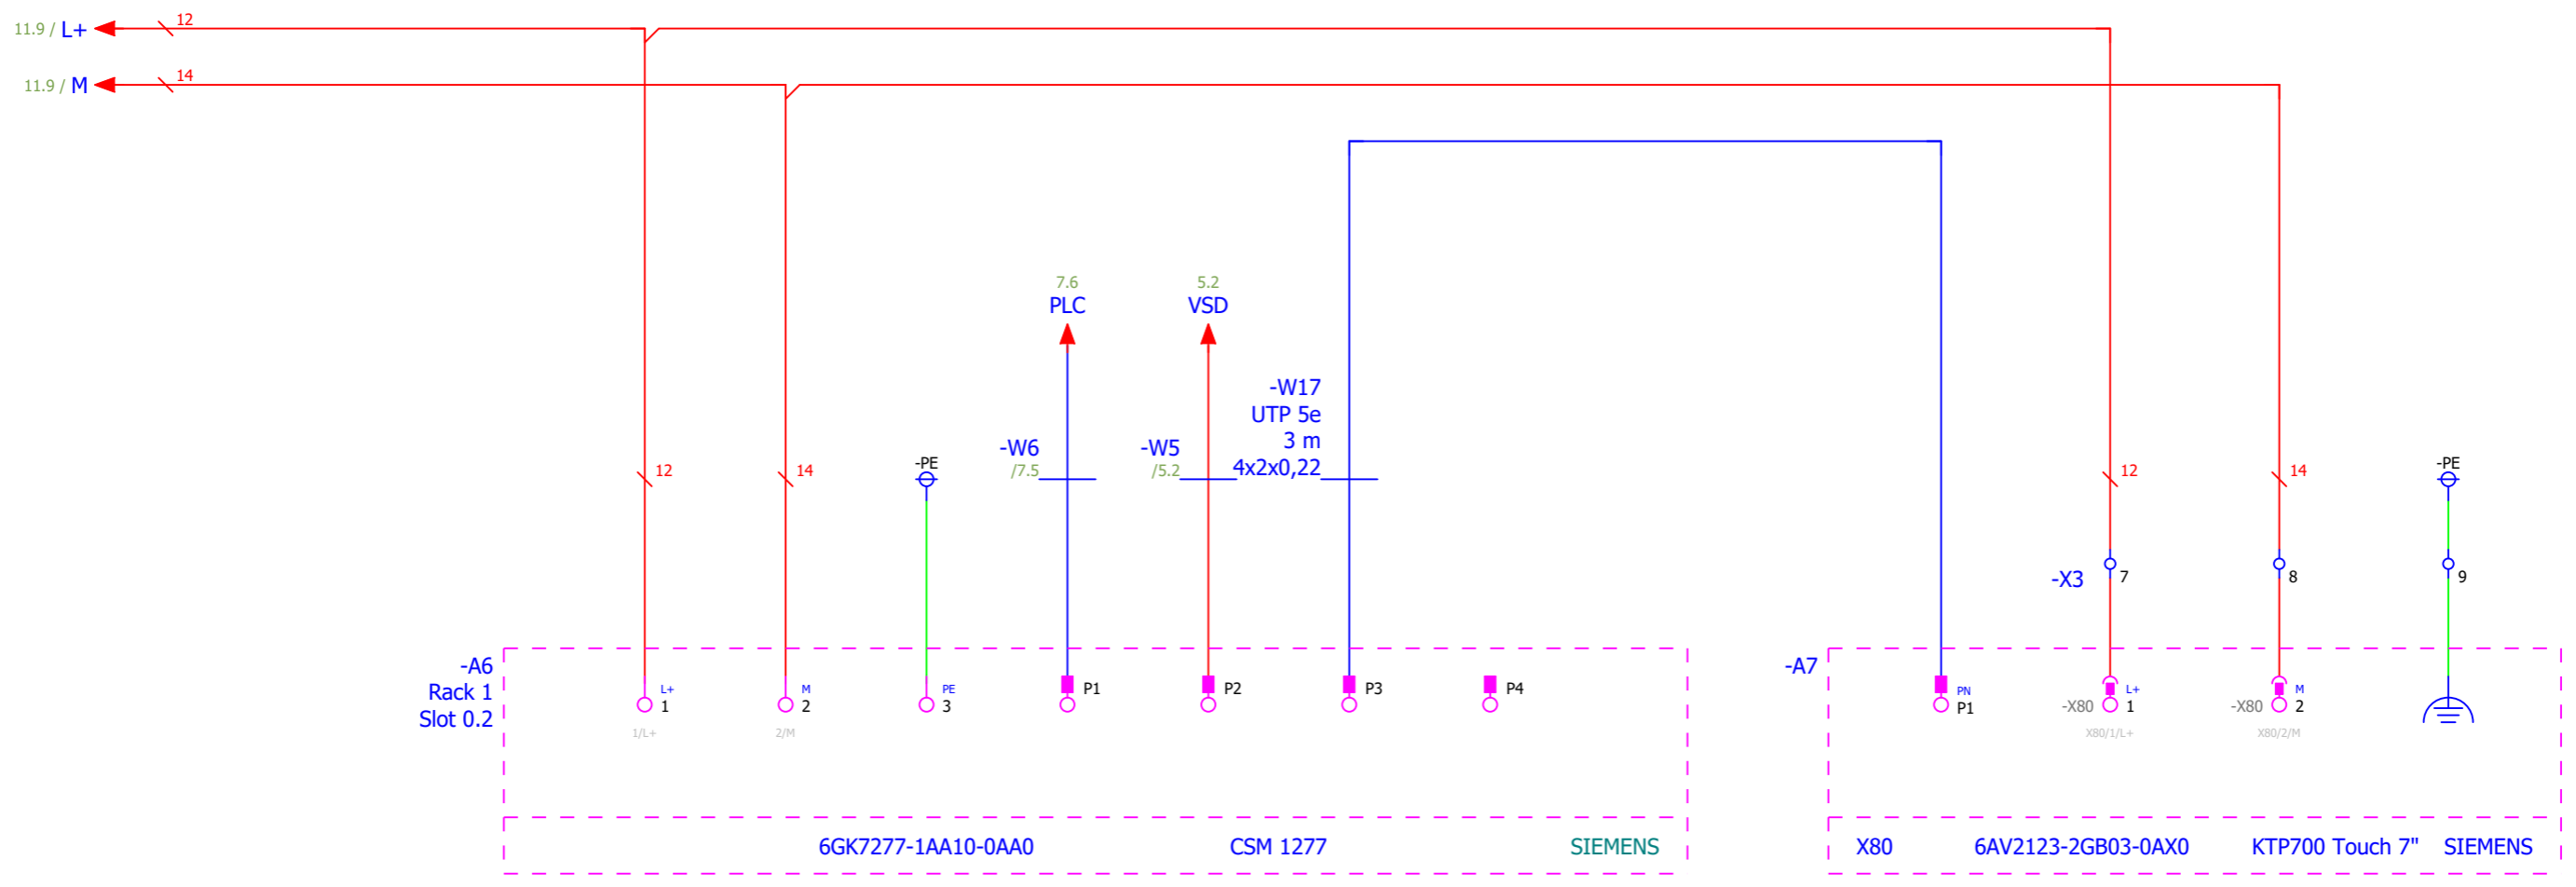 11.9 / L+
12
11.9 / M
14
7.6
PLC
5.2
VSD
-W17
UTP 5e
3 m
4x2x0,22
-W6
/7.5
-W5
/5.2
12
14
-PE
12
14
-PE
-X3
7
8
9
-A6
Rack 1
Slot 0.2
L+
1
1/L+
M
2
2/M
PE
3
P1
P2
P3
P4
-A7
PN
P1
-X80
L+
1
X80/1/L+
-X80
M
2
X80/2/M
6GK7277-1AA10-0AA0 CSM 1277 SIEMENS
X80 6AV2123-2GB03-0AX0 KTP700 Touch 7" SIEMENS